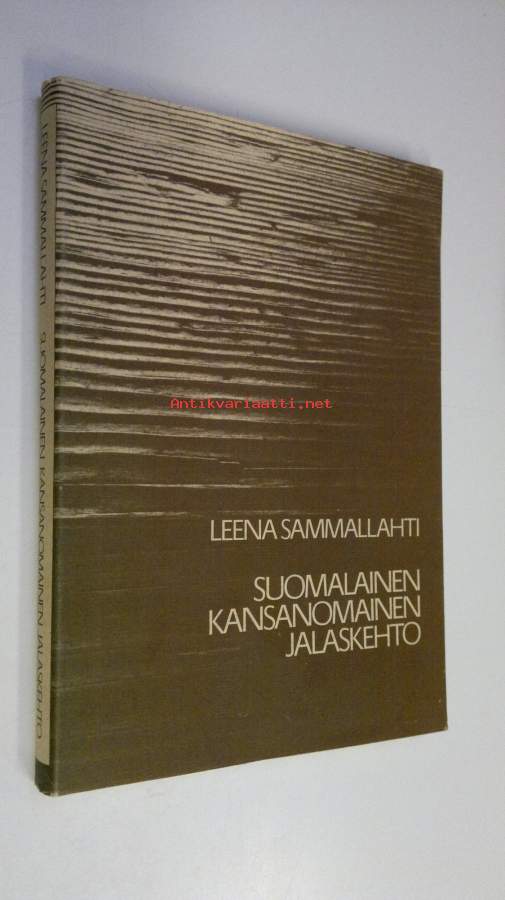 LEENA SAMMALLAHTI SUOMALAINEN KANSANOMAINEN JALASKEHTO
Antikvariaatti.net
LEENA SAMMALLAHTI
SUOMALAINEN
KANSANOMAINEN
JALASKEHTO